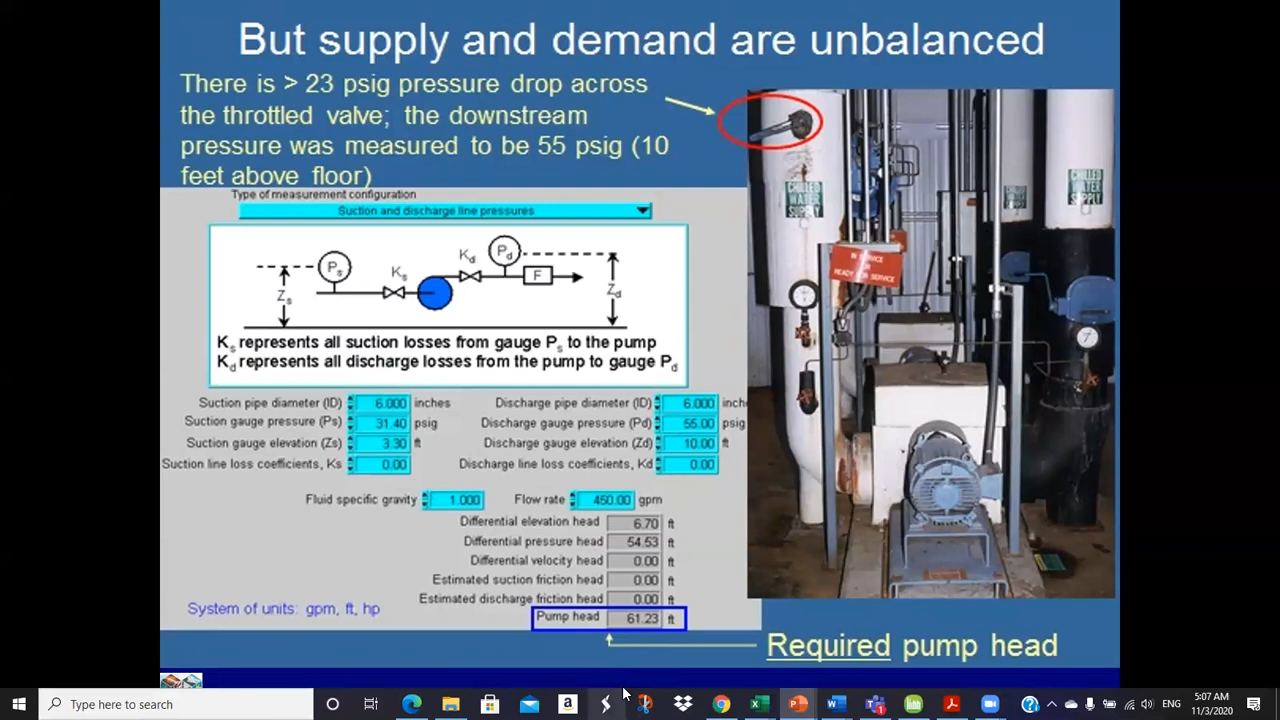 But supply and demand are unbalanced
There is > 23 psig pressure drop across
the throttled valve; the downstream
pressure was measured to be 55 psig (10
feet above floor)
Type of measurement configuration
Suction and discharge line pressures
Ps Ks Kd Pd F
Zs Zd
Ks represents all suction losses from gauge Ps to the pump
Kd represents all discharge losses from the pump to gauge Pd
Suction pipe diameter (ID) 6.000 inches Discharge pipe diameter (ID) 6.000 inche
Suction gauge pressure (Ps) 31.40 psig Discharge gauge pressure (Pd) 55.00 psig
Suction gauge elevation (Zs) 3.30 ft Discharge gauge elevation (Zd) 10.00 ft
Suction line loss coefficients, Ks 0.00 Discharge line loss coefficients, Kd 0.00
Fluid specific gravity 1.000 Flow rate 450.00 gpm
Differential elevation head 6.70 ft
Differential pressure head 54.53 ft
Differential velocity head 0.00 ft
Estimated suction friction head 0.00 ft
Estimated discharge friction head 0.00 ft
System of units: gpm, ft, hp
Pump head 61.23 ft
Required pump head
CHILLED
WATER
SUPPLY
CHILLED
WATER
SUPPLY
IN SERVICE
OR
READY FOR SERVICE
Type here to search
5:07 AM
11/3/2020